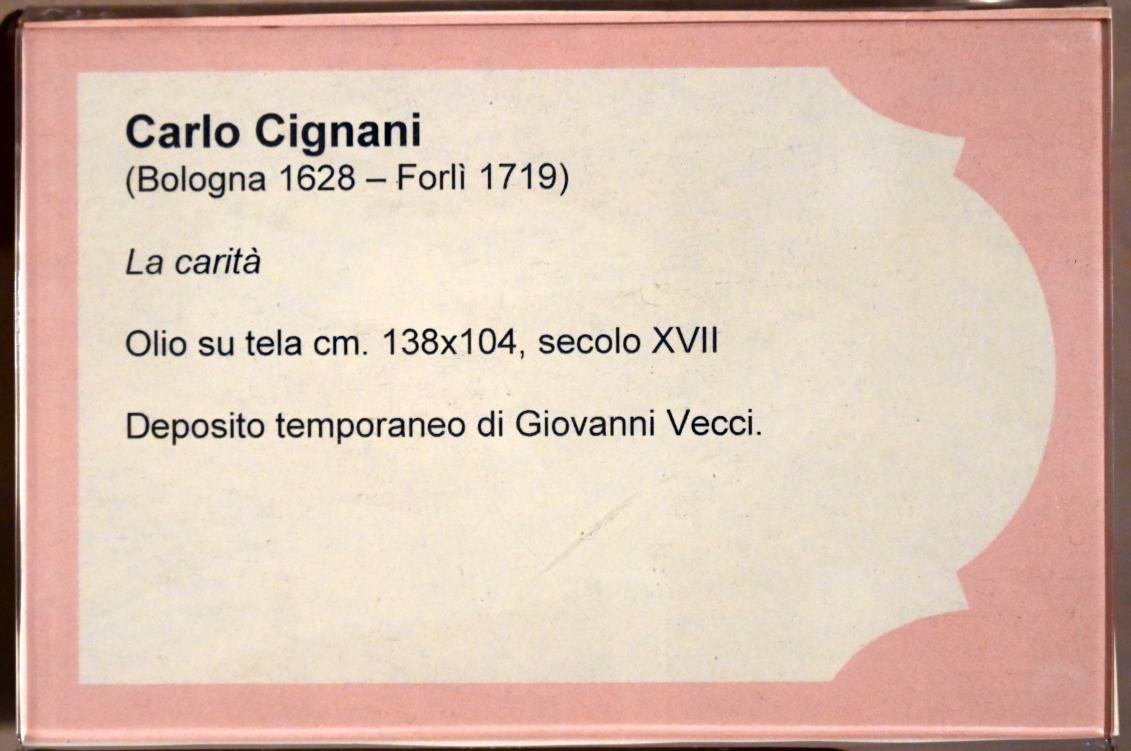 Carlo Cignani
(Bologna 1628 – Forlì 1719)
La carità
Olio su tela cm. 138x104, secolo XVII
Deposito temporaneo di Giovanni Vecci.